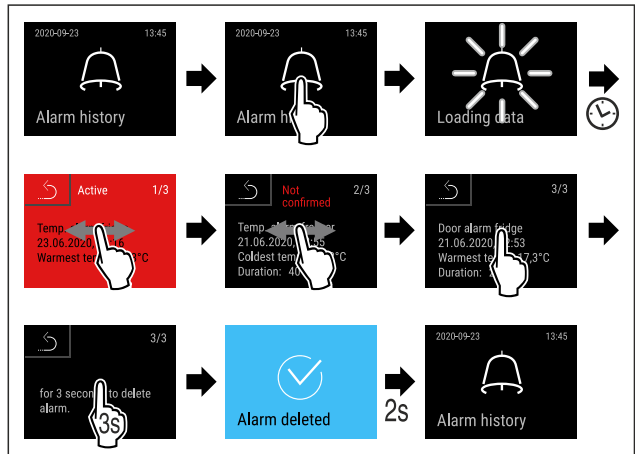 2020-09-23 13:45
Alarm history
2020-09-23 13:45
Alarm h
Loading data
Active 1/3
Temp.
23.06.2020,
Warmest te °C
Not 2/3
confirmed
Temp.
21.06.2020, :55
Coldest tem °C
Duration: 40
3/3
Door alarm fridge
21.06.2020, :53
Warmest te 17,3°C
Duration:
3/3
for 3 secon to delete
alarm.
3s
Alarm deleted
2s
2020-09-23 13:45
Alarm history